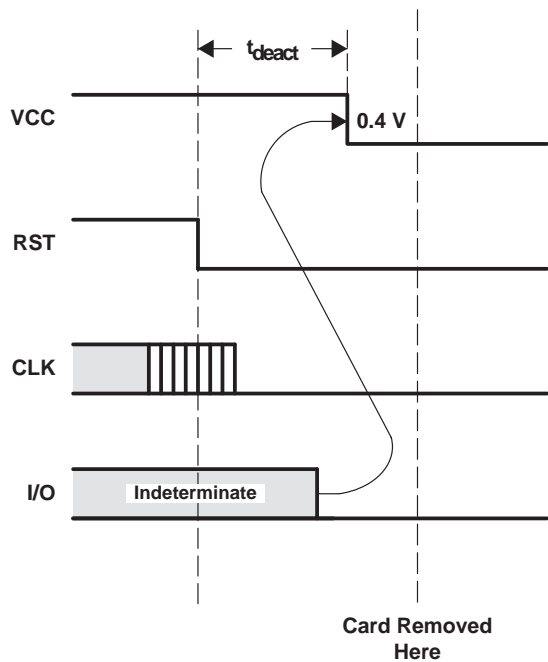 tdeact
VCC
0.4 V
RST
CLK
I/O
Indeterminate
Card Removed
Here